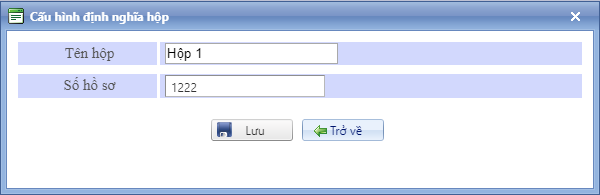 Cấu hình định nghĩa hộp
Tên hộp Hộp 1
Số hồ sơ 1222
Lưu Trở về